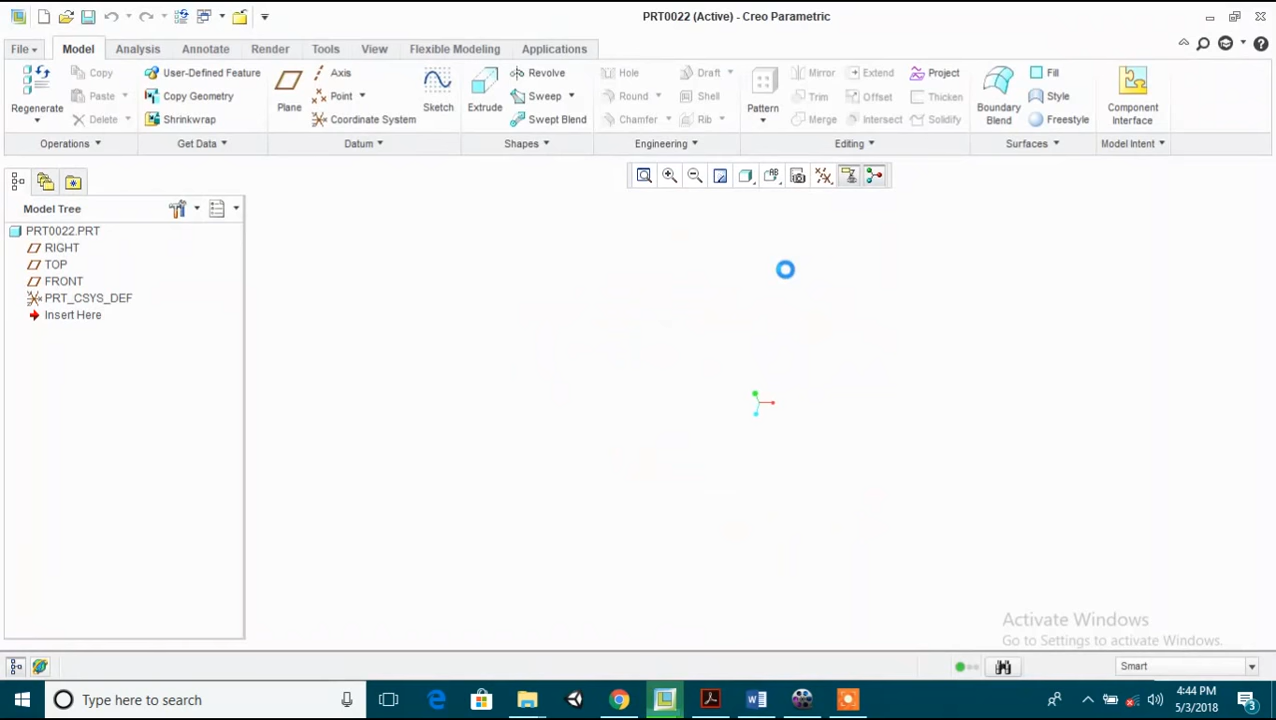 PRT0022 (Active) - Creo Parametric
File Model Analysis Annotate Render Tools View Flexible Modeling Applications
Regenerate Copy Paste Delete User-Defined Feature Copy Geometry Shrinkwrap Plane Axis Point Coordinate System Sketch Extrude Revolve Sweep Swept Blend Hole Round Chamfer Draft Shell Rib Pattern Mirror Trim Merge Extend Offset Intersect Project Thicken Solidify Boundary Blend Fill Style Freestyle Component Interface
Operations Get Data Datum Shapes Engineering Editing Surfaces Model Intent
Model Tree
PRT0022.PRT
RIGHT
TOP
FRONT
PRT_CSYS_DEF
Insert Here
Activate Windows
Go to Settings to activate Windows.
Smart
Type here to search
4:44 PM
5/3/2018
3